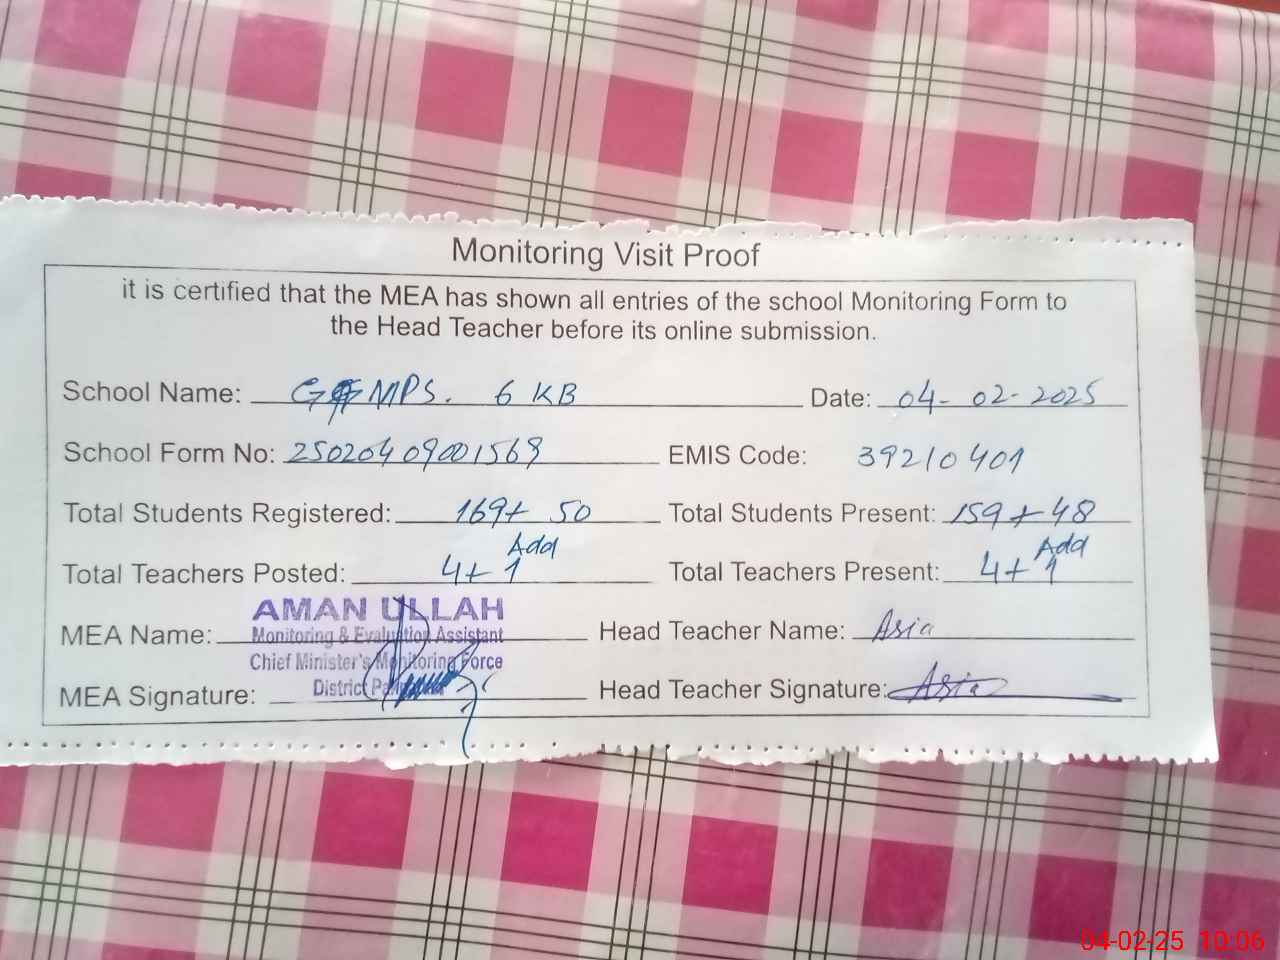 Monitoring Visit Proof
it is certified that the MEA has shown all entries of the school Monitoring Form to
the Head Teacher before its online submission.
School Name: GMPS. 6 KB Date: 04-02-2025
School Form No: 250204090015 EMIS Code: 39210401
Total Students Registered: 169+ 50 Total Students Present: 159+48
Total Teachers Posted: 4+1 Add Total Teachers Present: 4+1 Add
AMAN ULLAH
MEA Name: Monitoring & Evaluation Assistant Head Teacher Name: Asia
Chief Minister's Monitoring Force
MEA Signature: District Head Teacher Signature: Asia
04-02-25 10:06